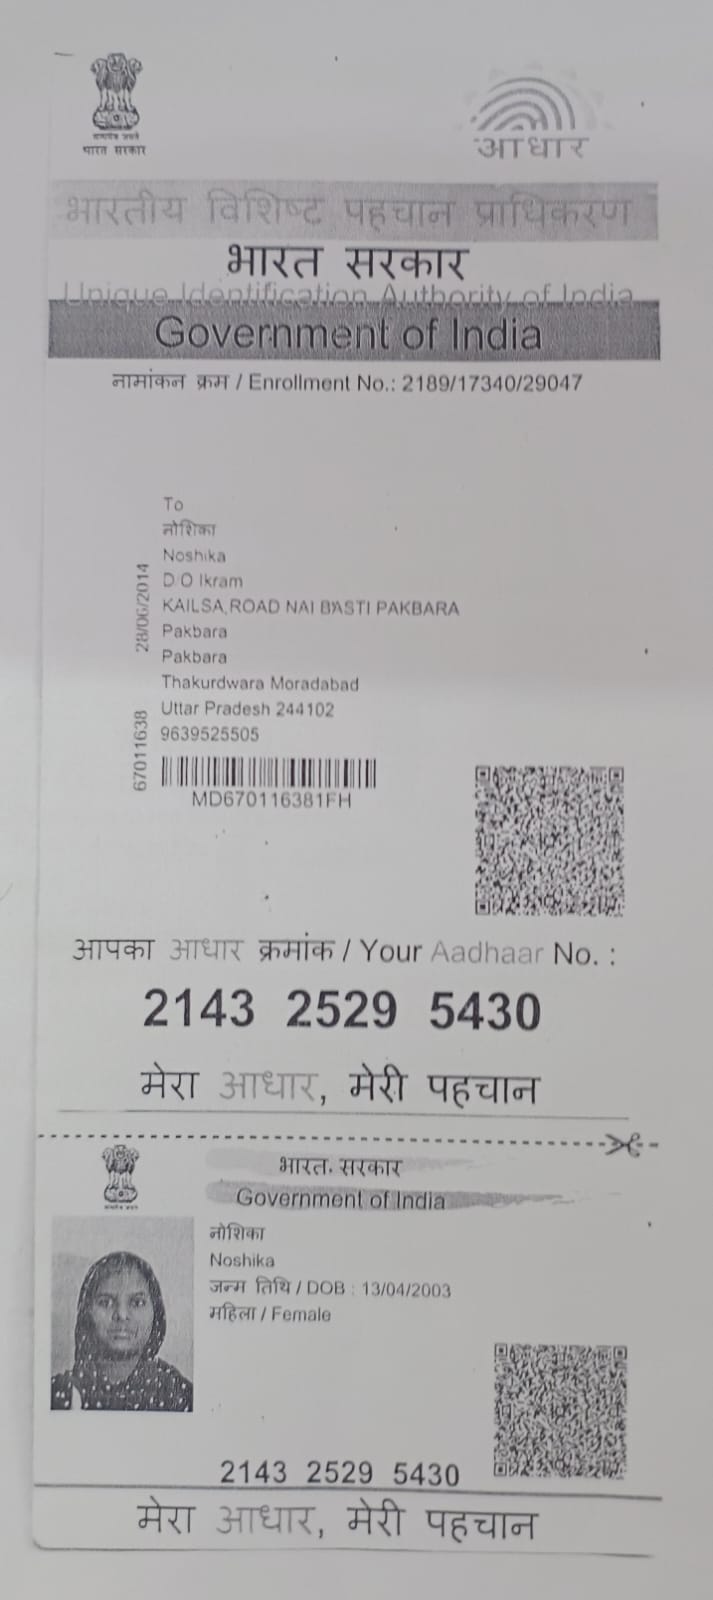 भारत सरकार
आधार
भारतीय विशिष्ट पहचान प्राधिकरण
भारत सरकार
Unique Identification Authority of India
Government of India
नामांकन क्रम / Enrollment No.: 2189/17340/29047
To
नोशिका
Noshika
D/O Ikram
KAILSA,ROAD NAI BASTI PAKBARA
Pakbara
Pakbara
Thakurdwara Moradabad
Uttar Pradesh 244102
9639525505
28/06/2014
67011638
MD670116381FH
आपका आधार क्रमांक / Your Aadhaar No. :
2143 2529 5430
मेरा आधार, मेरी पहचान
भारत सरकार
Government of India
नोशिका
Noshika
जन्म तिथि / DOB : 13/04/2003
महिला / Female
2143 2529 5430
मेरा आधार, मेरी पहचान